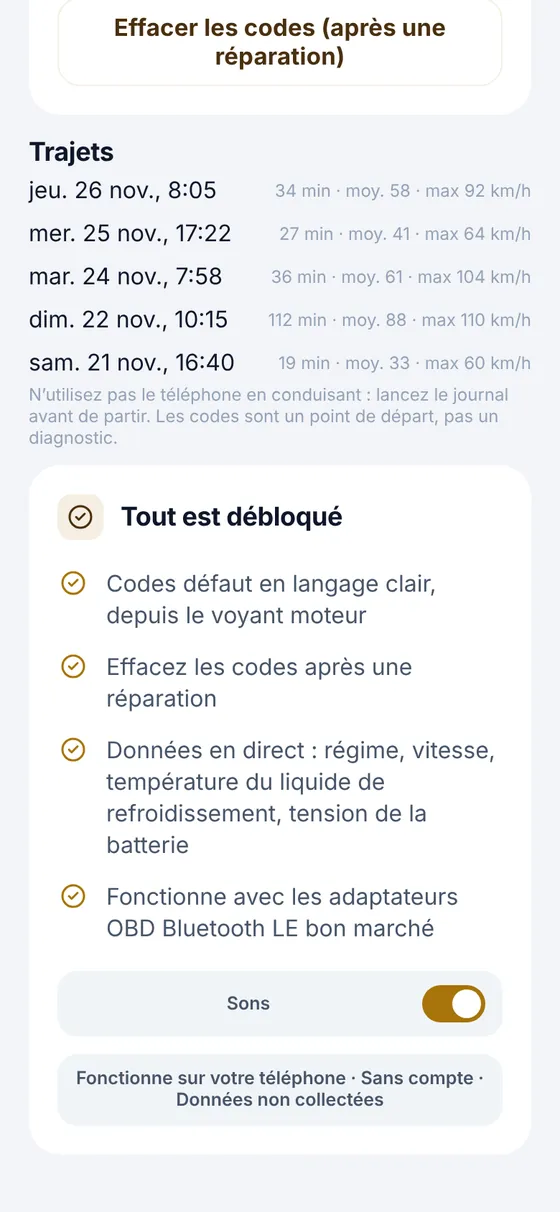 Effacer les codes (après une
réparation)
Trajets
jeu. 26 nov., 8:05 34 min · moy. 58 · max 92 km/h
mer. 25 nov., 17:22 27 min · moy. 41 · max 64 km/h
mar. 24 nov., 7:58 36 min · moy. 61 · max 104 km/h
dim. 22 nov., 10:15 112 min · moy. 88 · max 110 km/h
sam. 21 nov., 16:40 19 min · moy. 33 · max 60 km/h
N’utilisez pas le téléphone en conduisant : lancez le journal
avant de partir. Les codes sont un point de départ, pas un
diagnostic.
Tout est débloqué
Codes défaut en langage clair,
depuis le voyant moteur
Effacez les codes après une
réparation
Données en direct : régime, vitesse,
température du liquide de
refroidissement, tension de la
batterie
Fonctionne avec les adaptateurs
OBD Bluetooth LE bon marché
Sons
Fonctionne sur votre téléphone · Sans compte ·
Données non collectées